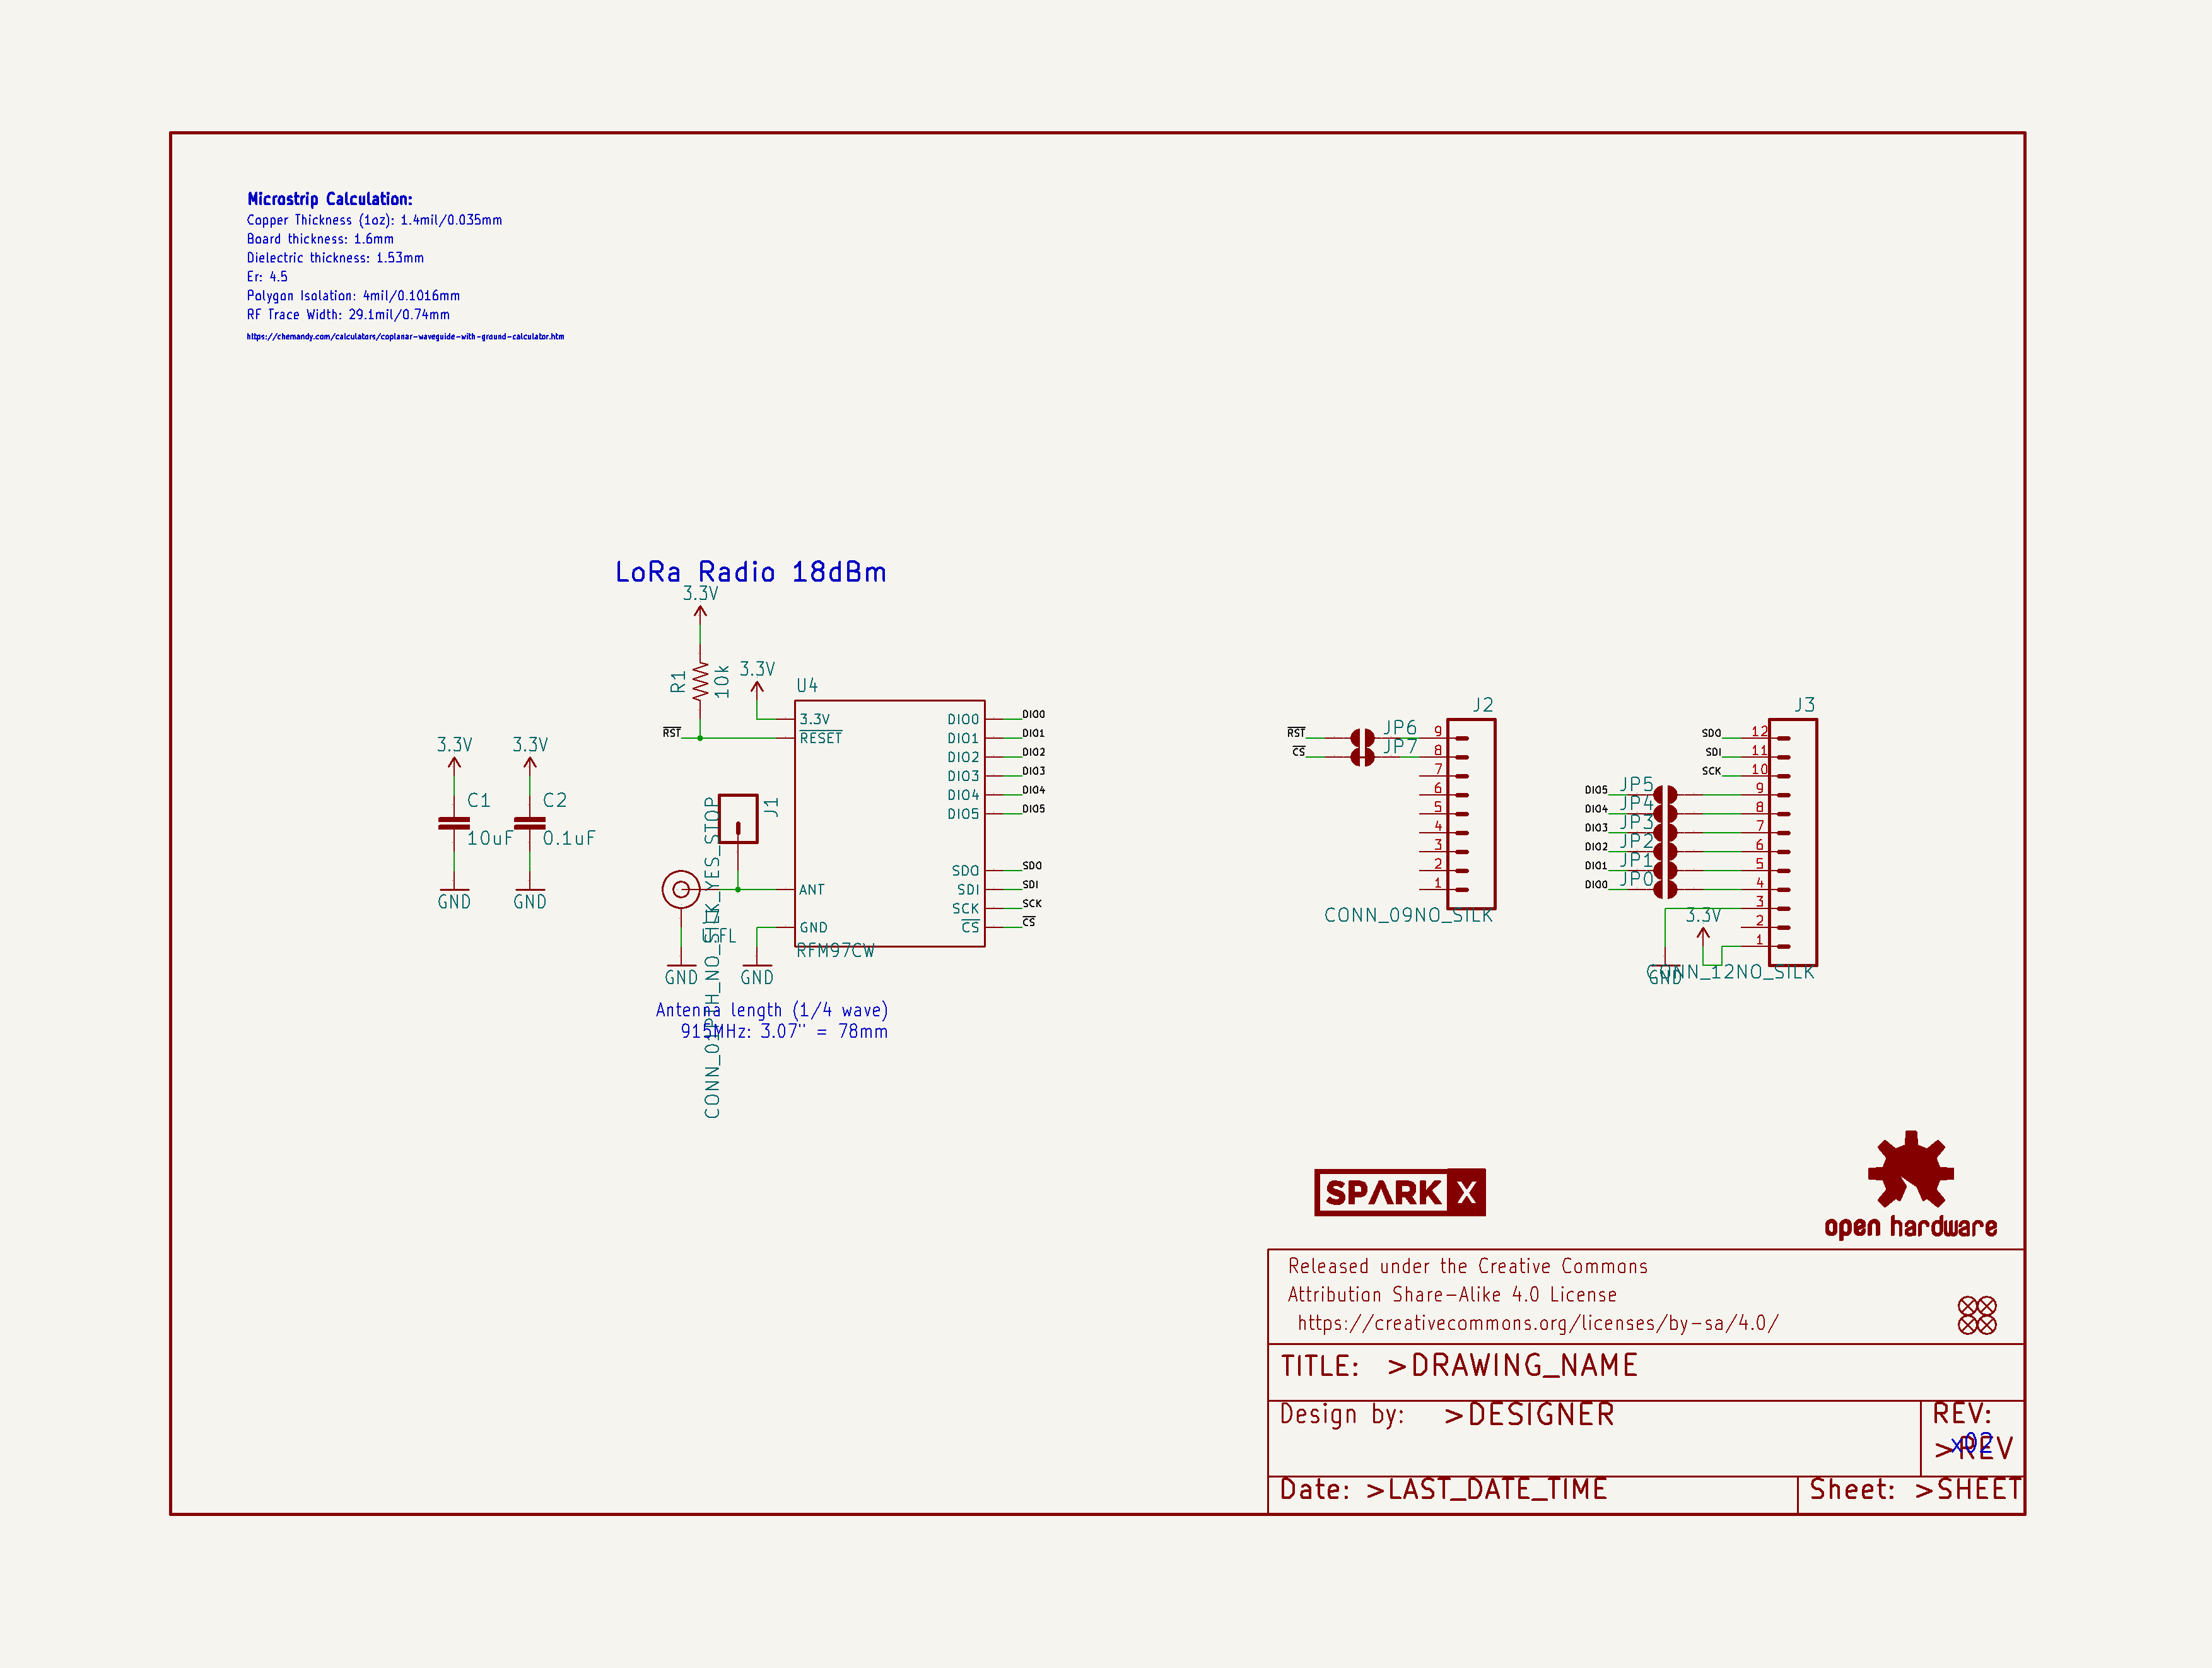 Microstrip Calculation:
Copper Thickness (1oz): 1.4mil/0.035mm
Board thickness: 1.6mm
Dielectric thickness: 1.53mm
Er: 4.5
Polygon Isolation: 4mil/0.1016mm
RF Trace Width: 29.1mil/0.74mm
https://chemandy.com/calculators/coplanar-waveguide-with-ground-calculator.htm
LoRa Radio 18dBm
3.3V
R1
10k
3.3V
RST
U4
3.3V
RESET
ANT
GND
DIO0
DIO1
DIO2
DIO3
DIO4
DIO5
SDO
SDI
SCK
CS
RFM97CW
DIO0
DIO1
DIO2
DIO3
DIO4
DIO5
SDO
SDI
SCK
CS
3.3V
C1
10uF
GND
3.3V
C2
0.1uF
GND
J1
CONN_01PTH_NO_SILK_YES_STOP
U.FL
GND
GND
Antenna length (1/4 wave)
915MHz: 3.07" = 78mm
RST
CS
JP6
JP7
J2
9
8
7
6
5
4
3
2
1
CONN_09NO_SILK
J3
SDO
SDI
SCK
DIO5
DIO4
DIO3
DIO2
DIO1
DIO0
JP5
JP4
JP3
JP2
JP1
JP0
12
11
10
9
8
7
6
5
4
3
2
1
3.3V
GND
CONN_12NO_SILK
SPARK X
open hardware
Released under the Creative Commons
Attribution Share-Alike 4.0 License
https://creativecommons.org/licenses/by-sa/4.0/
TITLE: >DRAWING_NAME
Design by: >DESIGNER
REV:
>REV
x02
Date: >LAST_DATE_TIME
Sheet: >SHEET